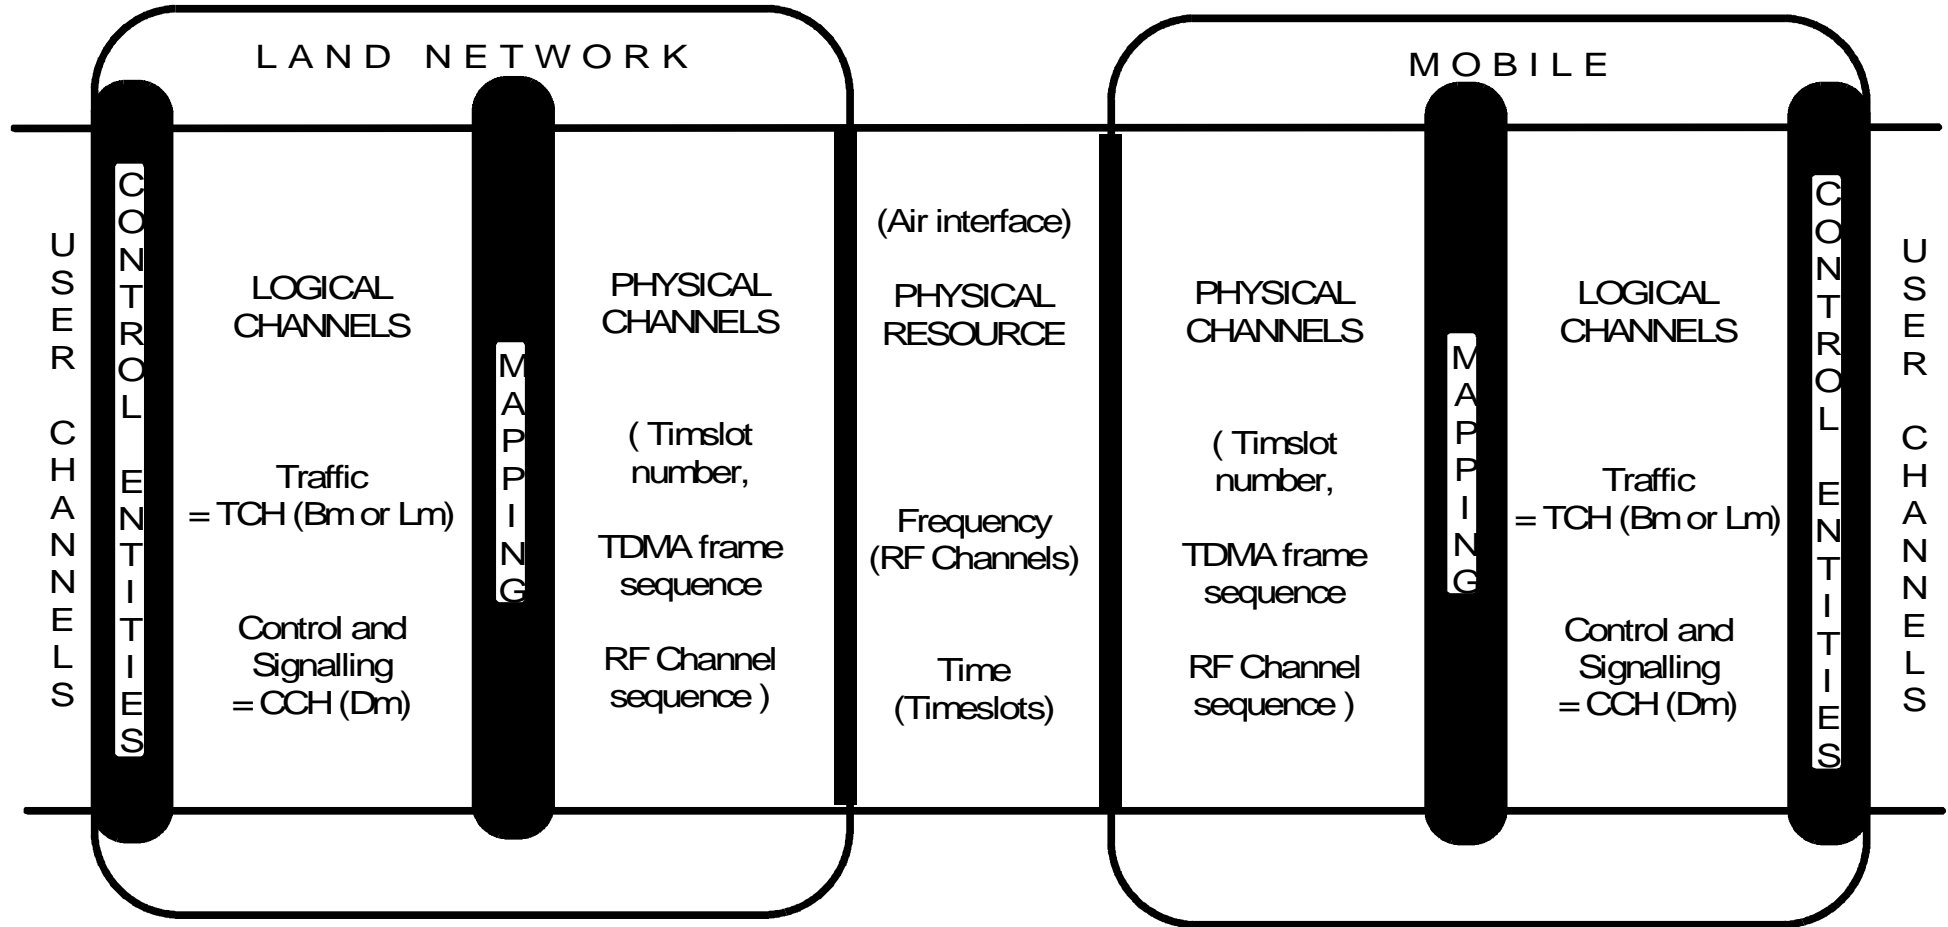 LAND NETWORK
MOBILE
USER CHANNELS
CONTROL ENTITIES
LOGICAL
CHANNELS
Traffic
= TCH (Bm or Lm)
Control and
Signalling
= CCH (Dm)
MAPPING
PHYSICAL
CHANNELS
( Timslot
number,
TDMA frame
sequence
RF Channel
sequence )
(Air interface)
PHYSICAL
RESOURCE
Frequency
(RF Channels)
Time
(Timeslots)
PHYSICAL
CHANNELS
( Timslot
number,
TDMA frame
sequence
RF Channel
sequence )
MAPPING
LOGICAL
CHANNELS
Traffic
= TCH (Bm or Lm)
Control and
Signalling
= CCH (Dm)
CONTROL ENTITIES
USER CHANNELS